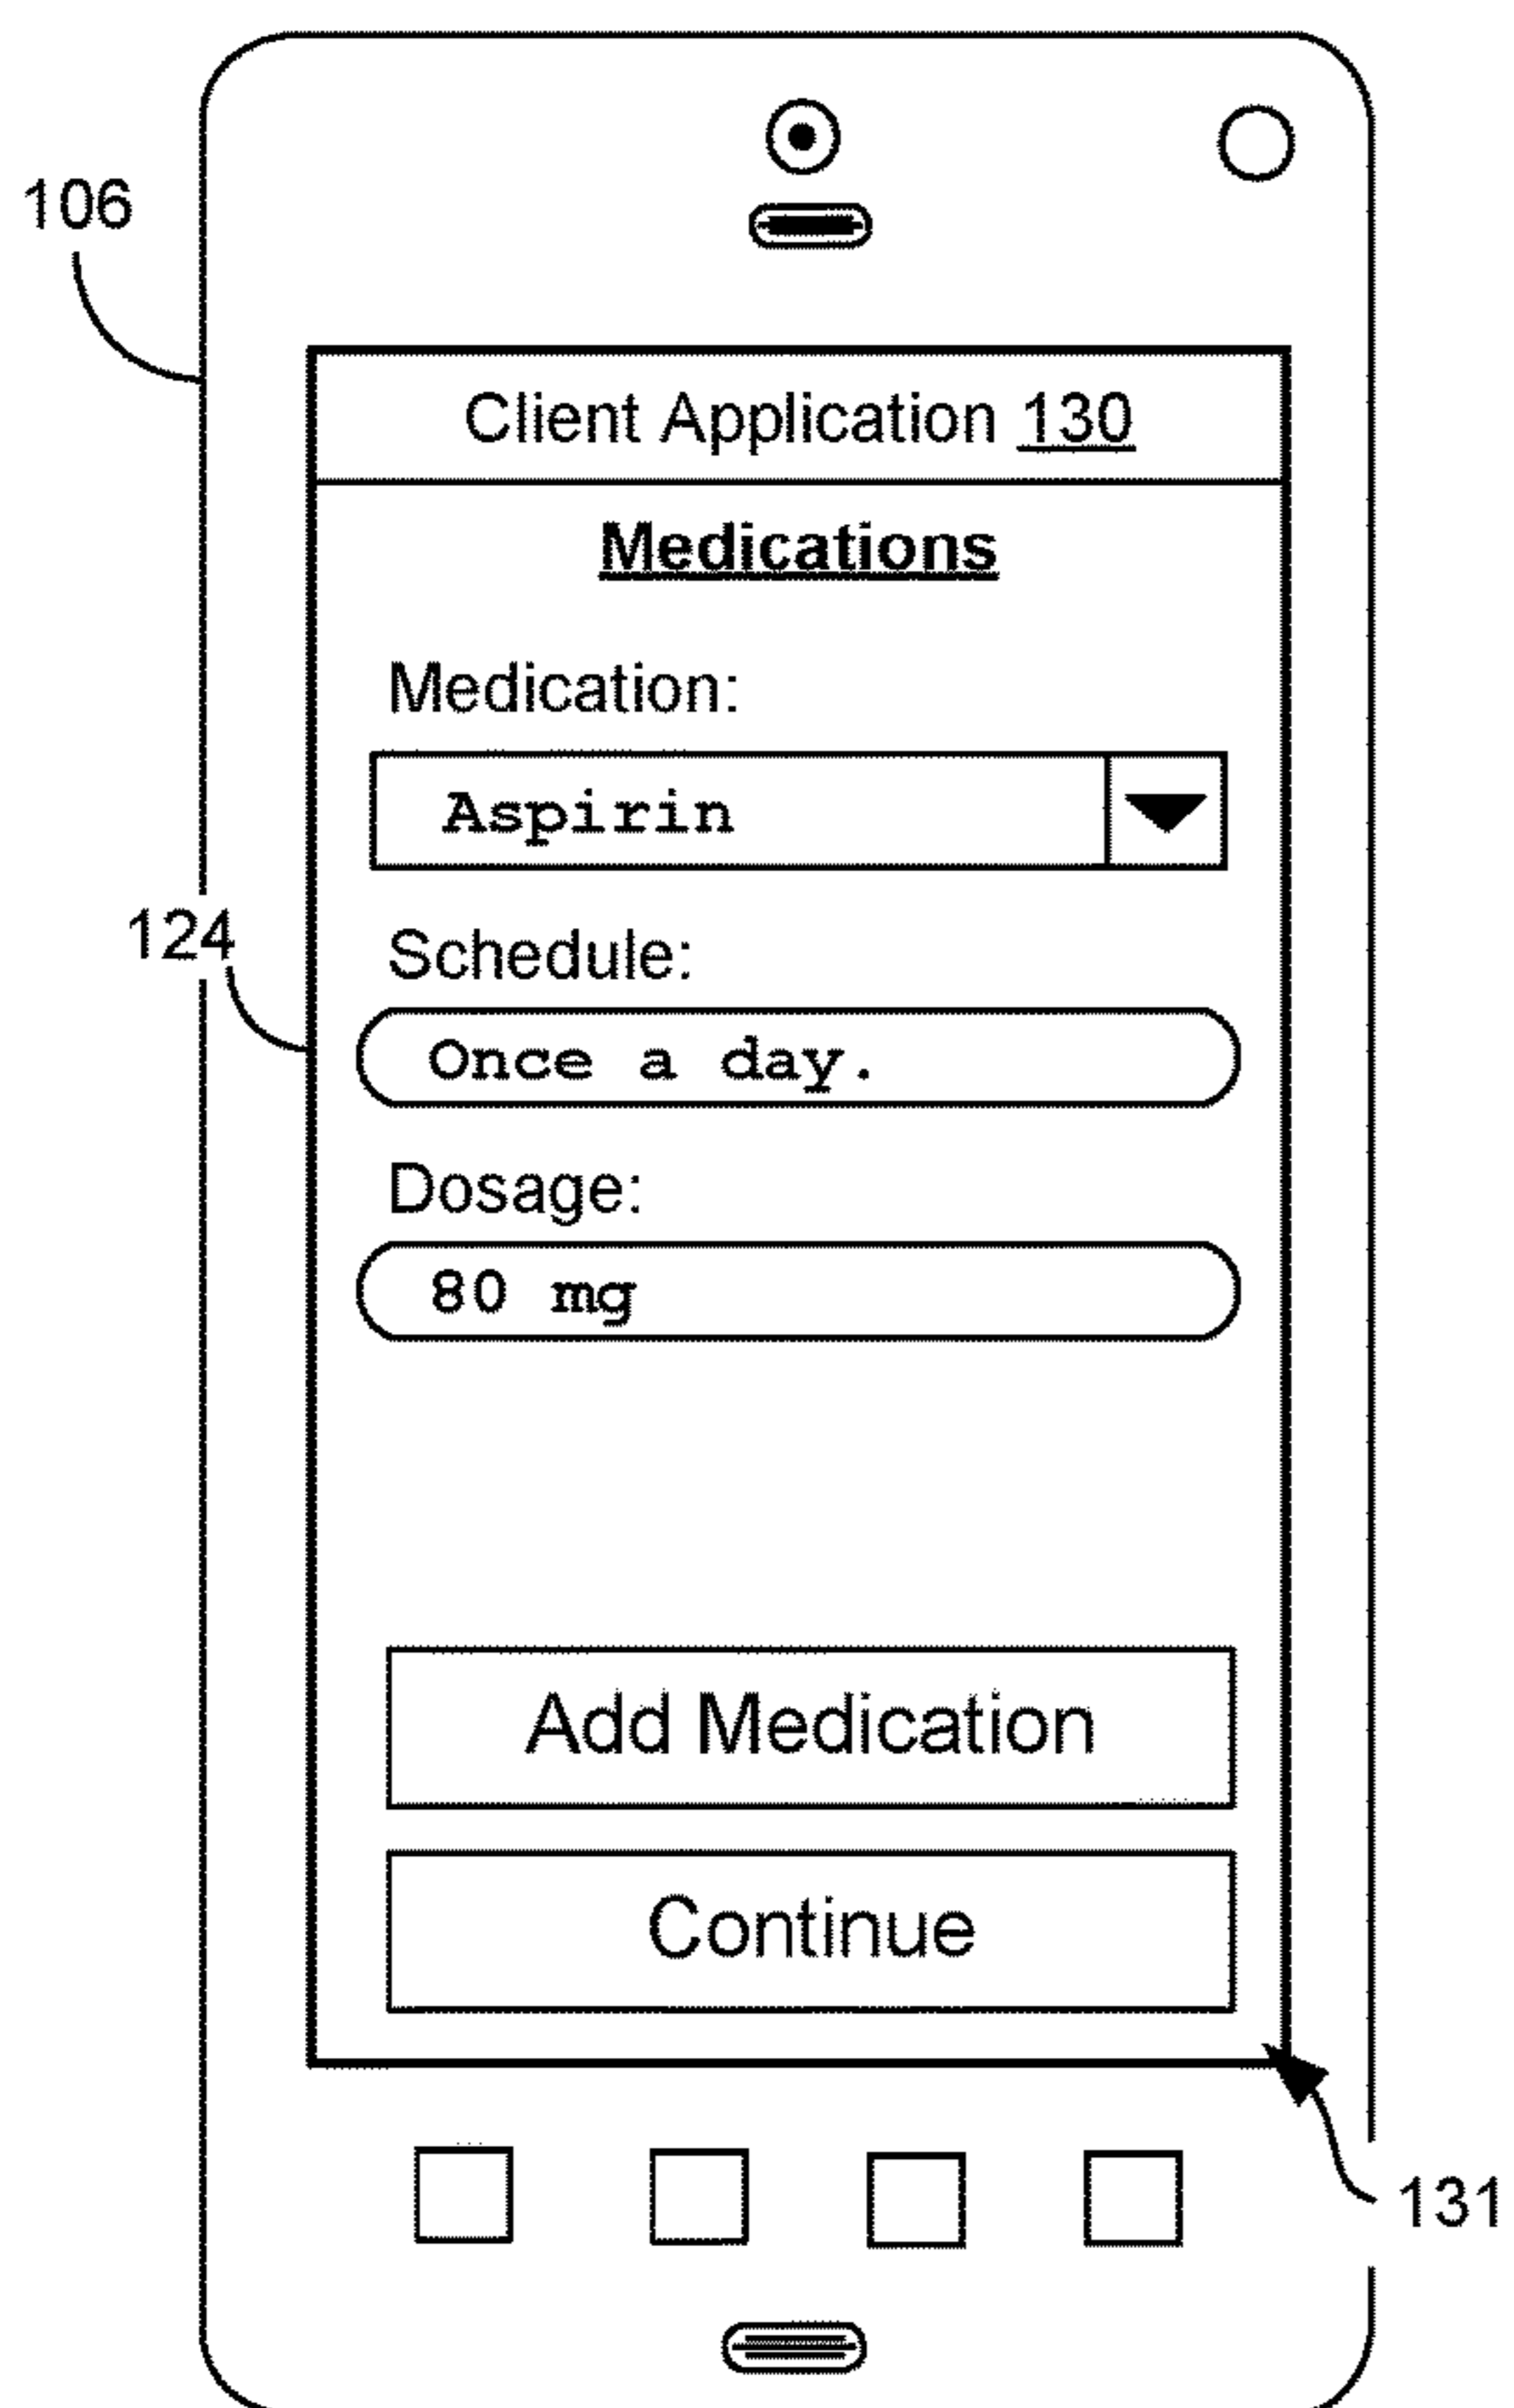 106
Client Application 130
Medications
Medication:
Aspirin
124
Schedule:
Once a day.
Dosage:
80 mg
Add Medication
Continue
131